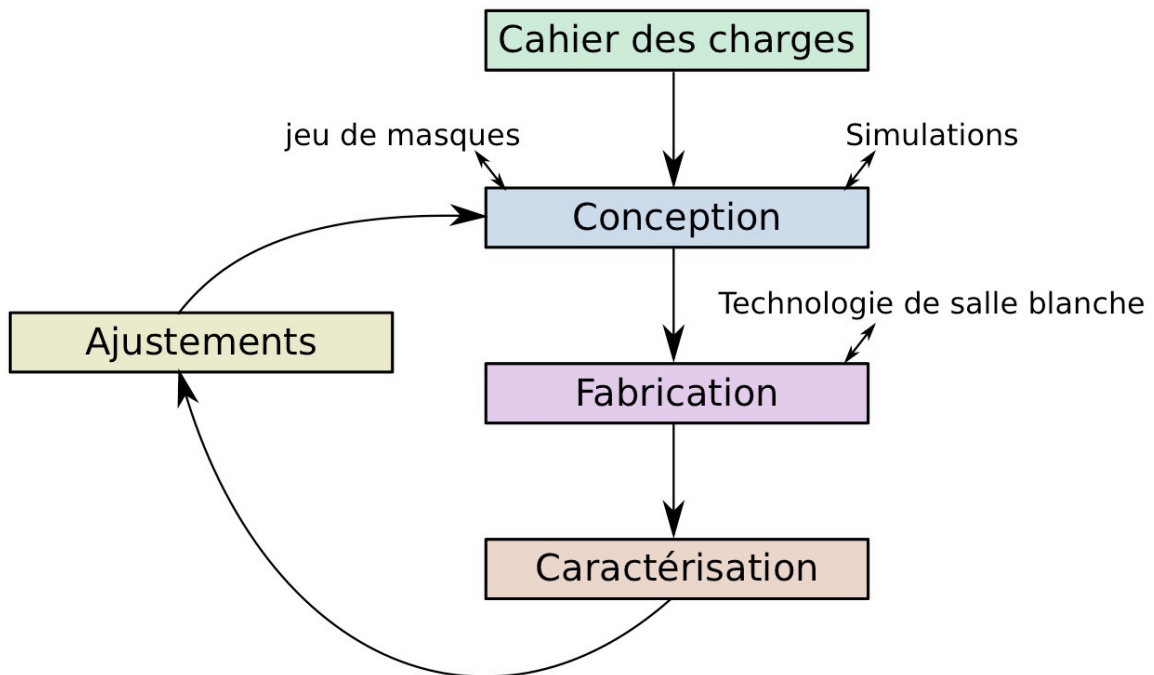 Cahier des charges
jeu de masques
Simulations
Conception
Technologie de salle blanche
Ajustements
Fabrication
Caractérisation